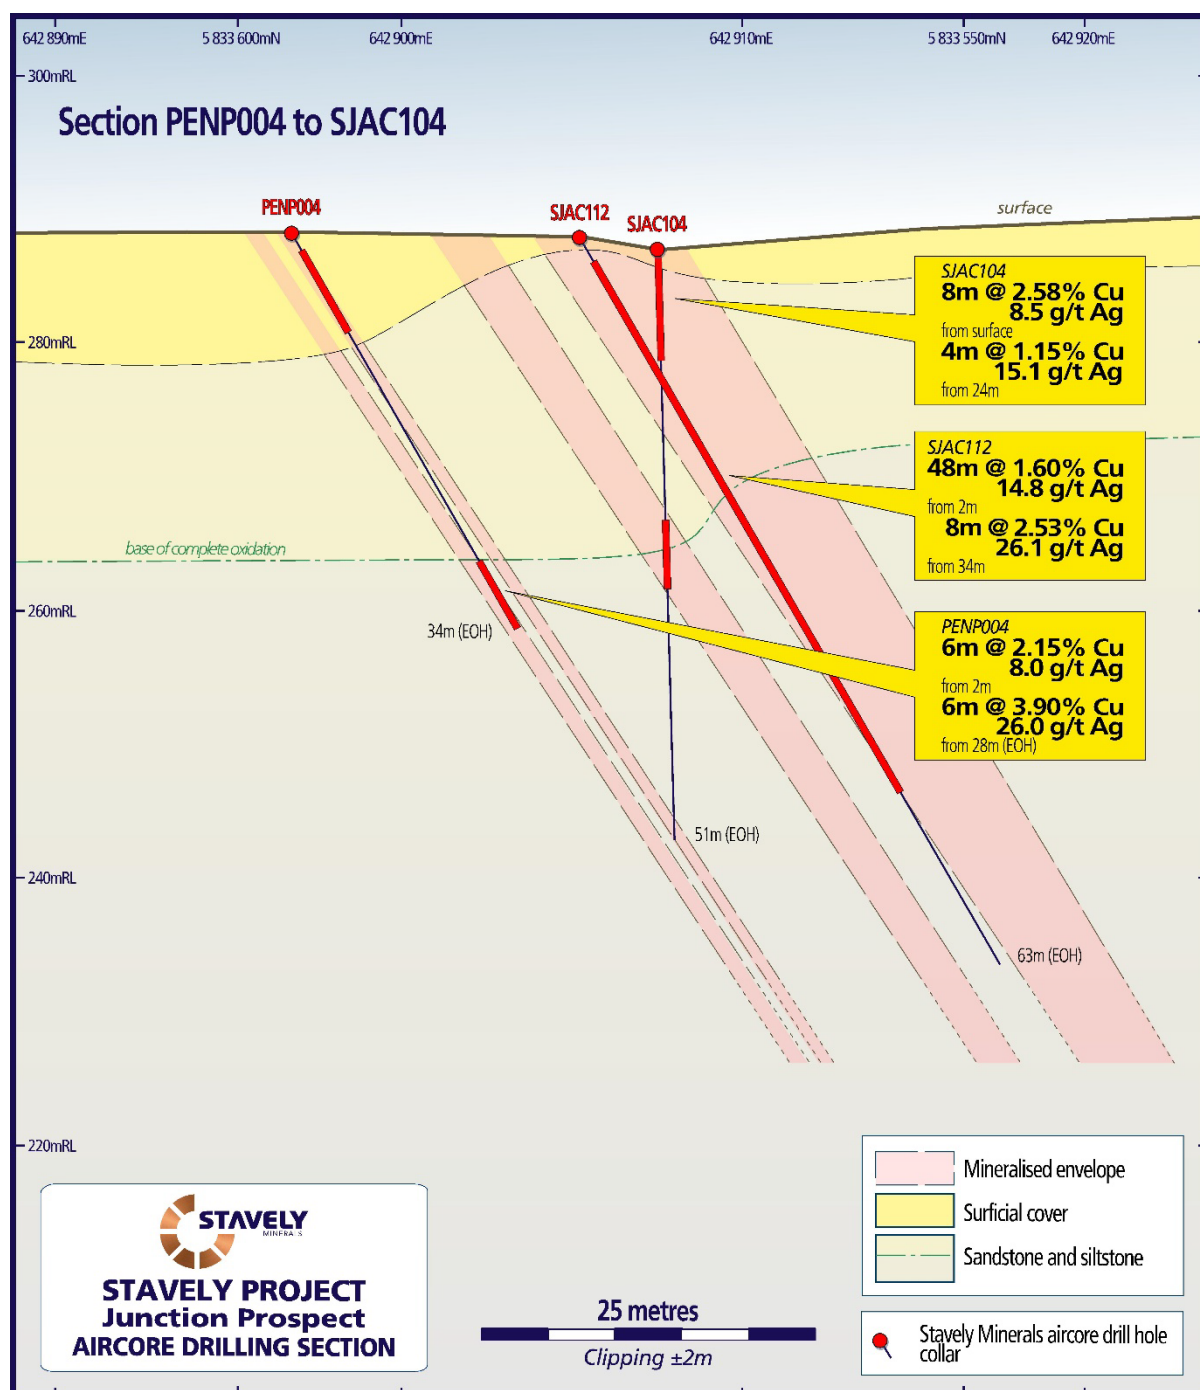 642 890mE
5 833 600mN
642 900mE
642 910mE
5 833 550mN
642 920mE
300mRL
Section PENP004 to SJAC104
PENP004
SJAC112
SJAC104
surface
SJAC104
8m @ 2.58% Cu
8.5 g/t Ag
from surface
4m @ 1.15% Cu
15.1 g/t Ag
from 24m
280mRL
SJAC112
48m @ 1.60% Cu
14.8 g/t Ag
from 2m
8m @ 2.53% Cu
26.1 g/t Ag
from 34m
base of complete oxidation
260mRL
34m (EOH)
PENP004
6m @ 2.15% Cu
8.0 g/t Ag
from 2m
6m @ 3.90% Cu
26.0 g/t Ag
from 28m (EOH)
51m (EOH)
240mRL
63m (EOH)
220mRL
Mineralised envelope
Surficial cover
Sandstone and siltstone
STAVELY
MINERALS
STAVELY PROJECT
Junction Prospect
AIRCORE DRILLING SECTION
25 metres
Clipping ±2m
Stavely Minerals aircore drill hole
collar